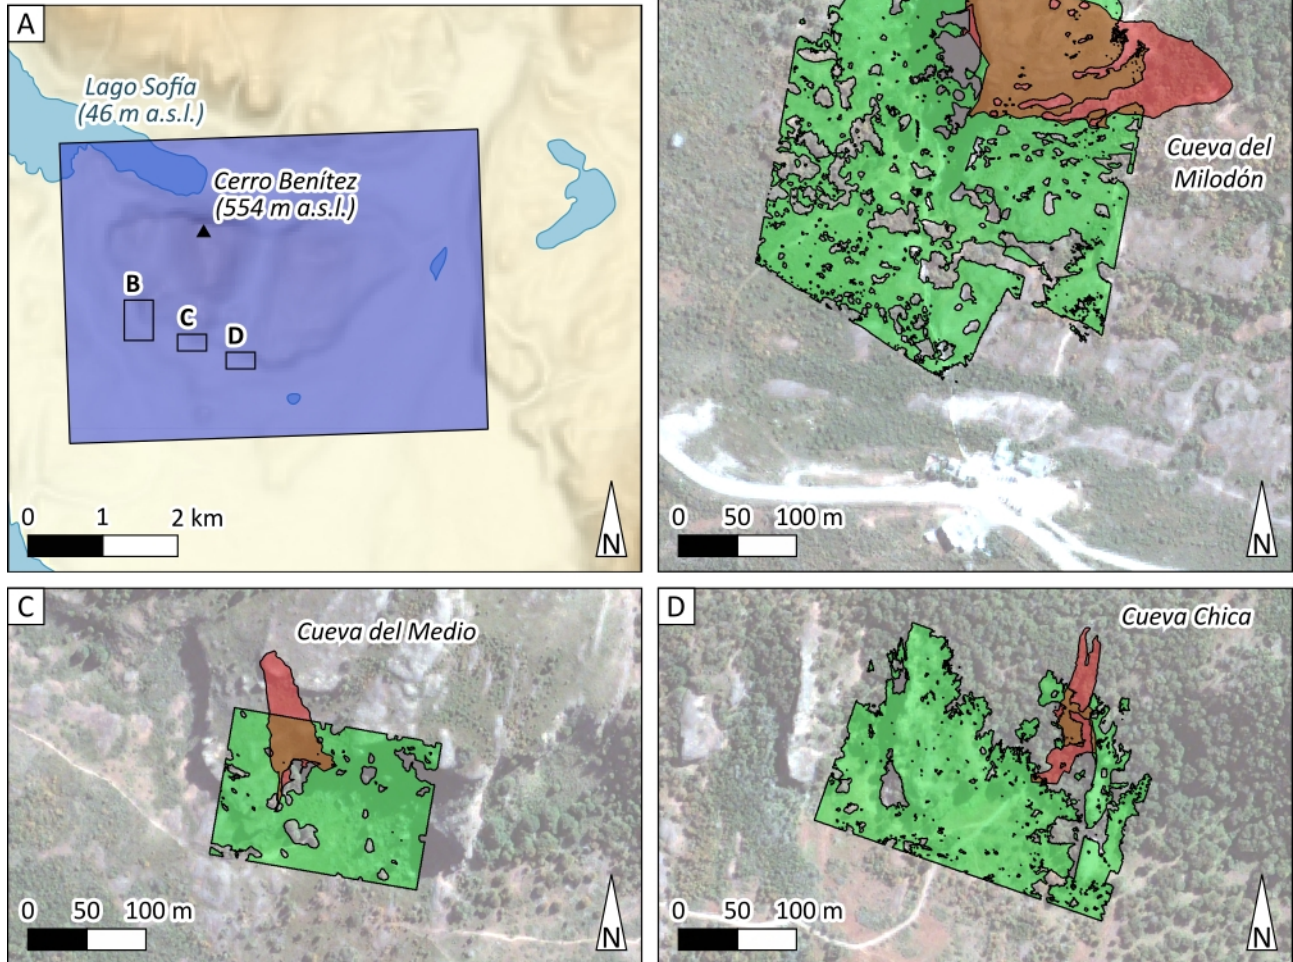 A
Lago Sofía
(46 m a.s.l.)
Cerro Benítez
(554 m a.s.l.)
B
C
D
0 1 2 km
N
Cueva del
Milodón
0 50 100 m
N
C
Cueva del Medio
0 50 100 m
N
D
Cueva Chica
0 50 100 m
N